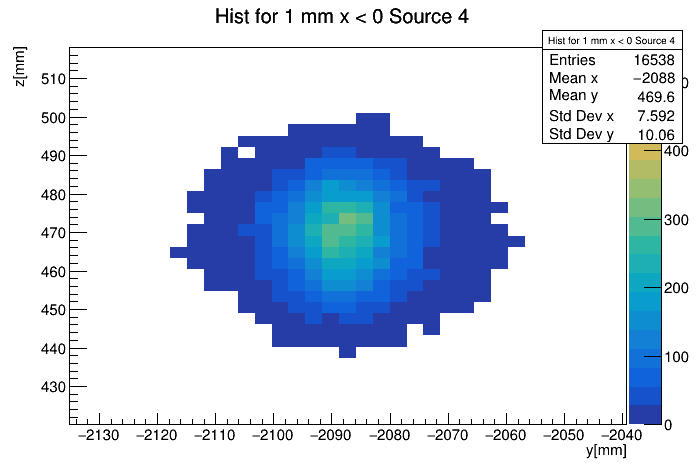 Hist for 1 mm x < 0 Source 4
z[mm]
Hist for 1 mm x < 0 Source 4
Entries 16538
Mean x −2088
Mean y 469.6
Std Dev x 7.592
Std Dev y 10.06
510
500
490
480
470
460
450
440
430
400
300
200
100
0
−2130 −2120 −2110 −2100 −2090 −2080 −2070 −2060 −2050 −2040
y[mm]